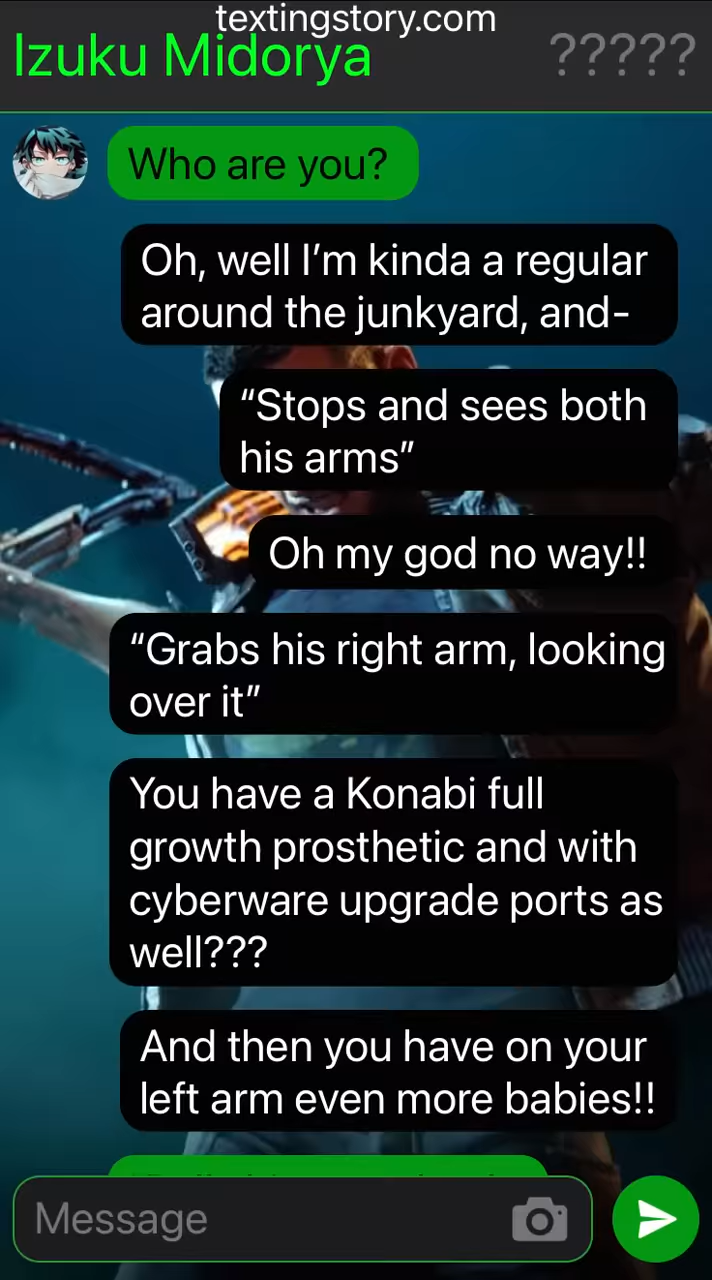 textingstory.com
Izuku Midorya
?????
Who are you?
Oh, well I’m kinda a regular
around the junkyard, and-
“Stops and sees both
his arms”
Oh my god no way!!
“Grabs his right arm, looking
over it”
You have a Konabi full
growth prosthetic and with
cyberware upgrade ports as
well???
And then you have on your
left arm even more babies!!
Message